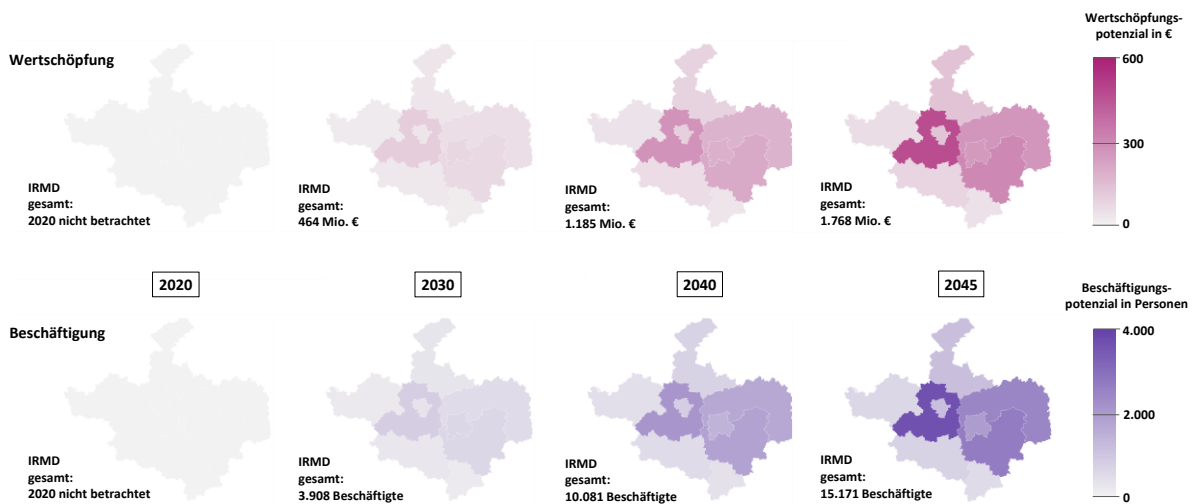 Wertschöpfung
IRMD
gesamt:
2020 nicht betrachtet
IRMD
gesamt:
464 Mio. €
IRMD
gesamt:
1.185 Mio. €
IRMD
gesamt:
1.768 Mio. €
Wertschöpfungs-
potenzial in €
600
300
0
2020
2030
2040
2045
Beschäftigung
IRMD
gesamt:
2020 nicht betrachtet
IRMD
gesamt:
3.908 Beschäftigte
IRMD
gesamt:
10.081 Beschäftigte
IRMD
gesamt:
15.171 Beschäftigte
Beschäftigungs-
potenzial in Personen
4.000
2.000
0